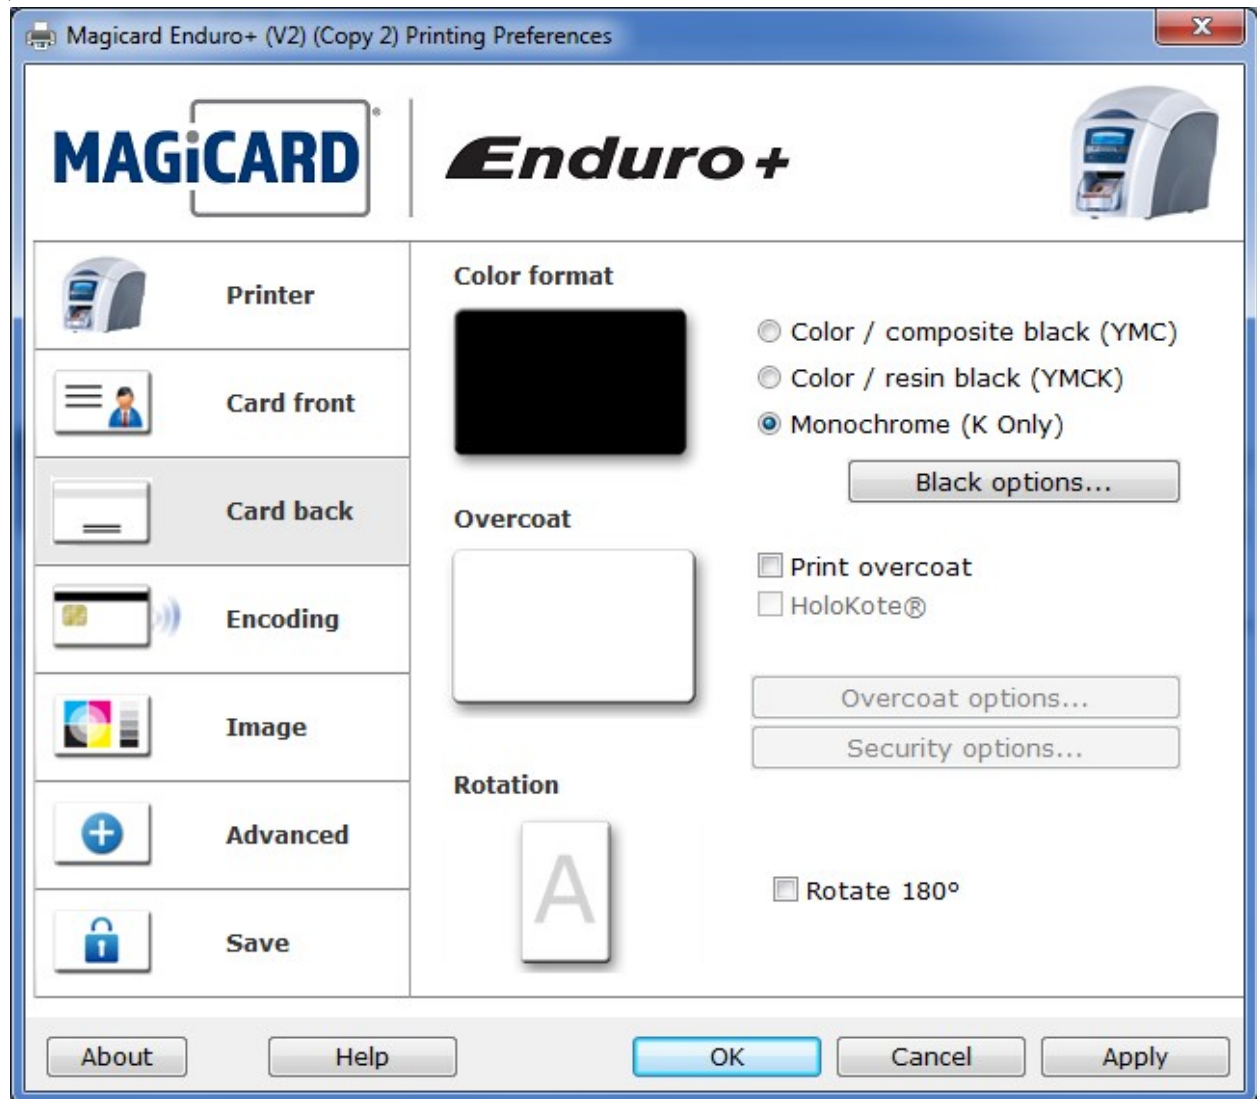 Magicard Enduro+ (V2) (Copy 2) Printing Preferences
MAGiCARD®
Enduro+
Printer
Card front
Card back
Encoding
Image
Advanced
Save
Color format
Color / composite black (YMC)
Color / resin black (YMCK)
Monochrome (K Only)
Black options...
Overcoat
Print overcoat
HoloKote®
Overcoat options...
Security options...
Rotation
A
Rotate 180º
About
Help
OK
Cancel
Apply